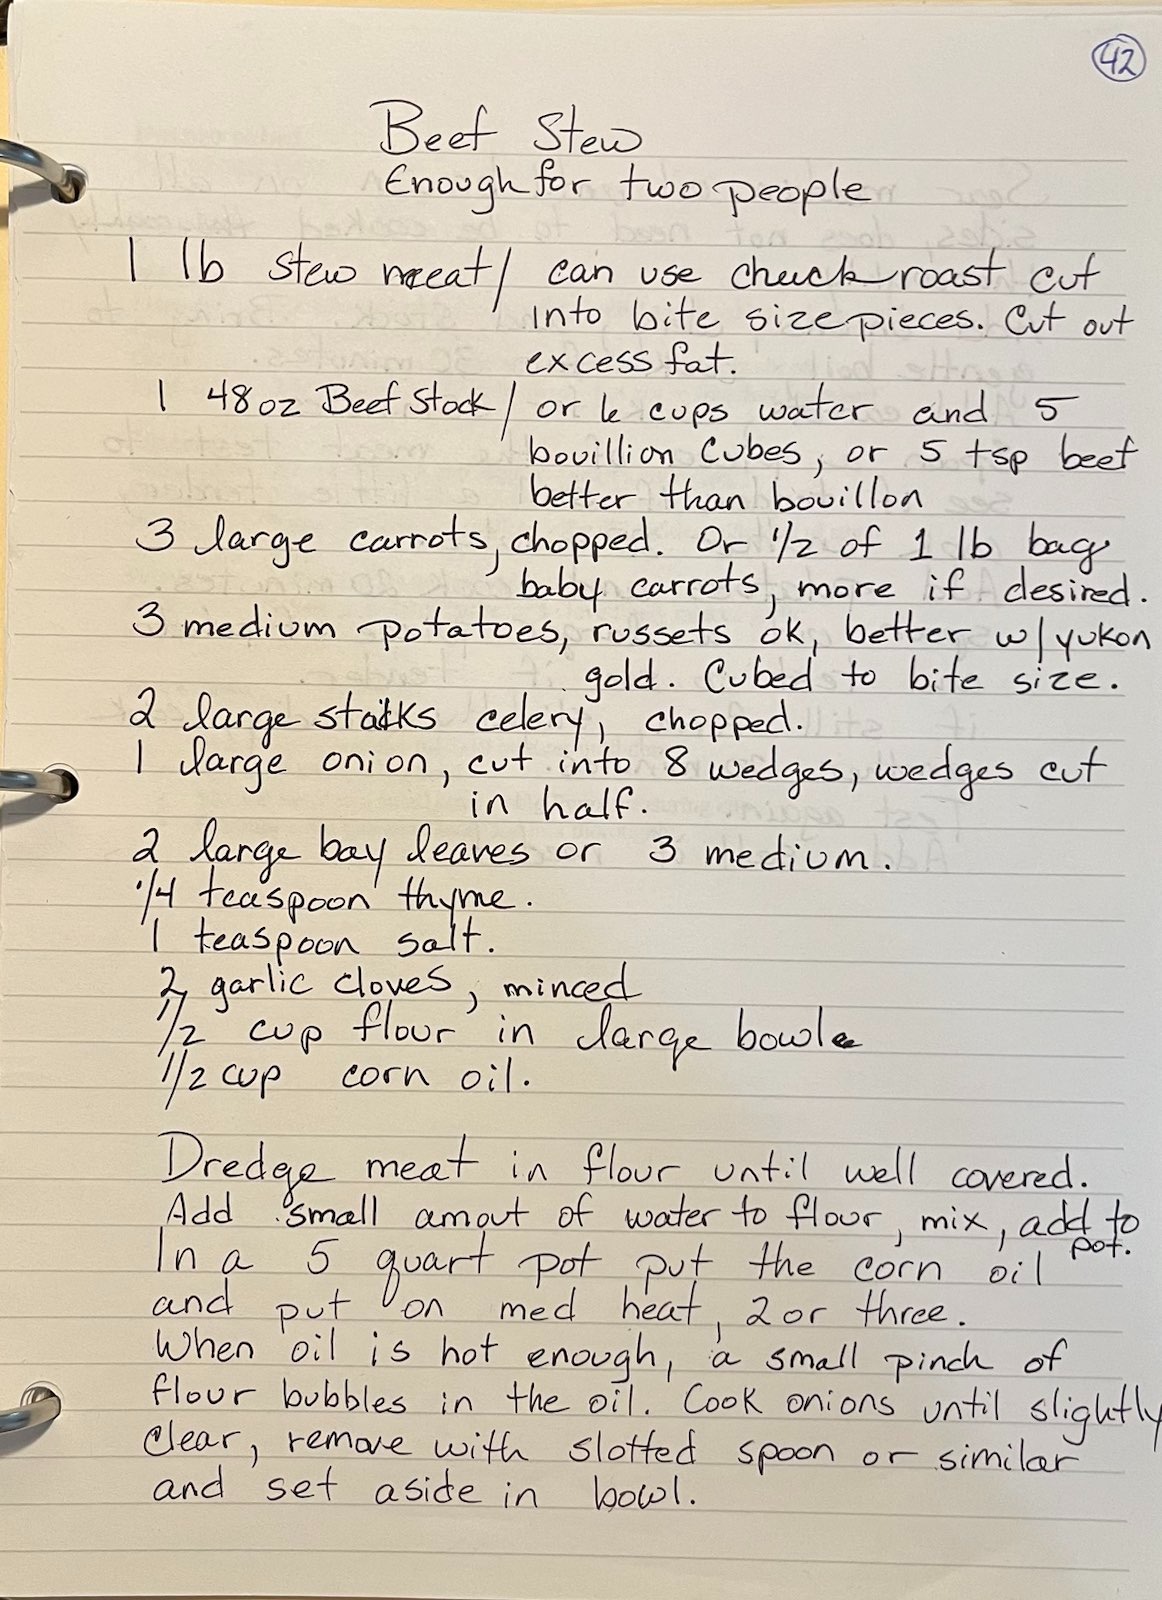 42
Beef Stew
Enough for two people
1 lb stew meat/ can use chuck roast cut
into bite size pieces. Cut out
excess fat.
1 48 oz Beef Stock/ or 6 cups water and 5
bouillion cubes, or 5 tsp beef
better than bouillon
3 large carrots, chopped. Or 1/2 of 1 lb bag
baby carrots, more if desired.
3 medium potatoes, russets ok, better w/yukon
gold. Cubed to bite size.
2 large stalks celery, chopped.
1 large onion, cut into 8 wedges, wedges cut
in half.
2 large bay leaves or 3 medium.
1/4 teaspoon thyme.
1 teaspoon salt.
2 garlic cloves, minced
1/2 cup flour in large bowl
1/2 cup corn oil.
Dredge meat in flour until well covered.
Add small amout of water to flour, mix, add to
pot.
In a 5 quart pot put the corn oil
and put on med heat, 2 or three.
When oil is hot enough, a small pinch of
flour bubbles in the oil. Cook onions until slightly
clear, remove with slotted spoon or similar
and set aside in bowl.